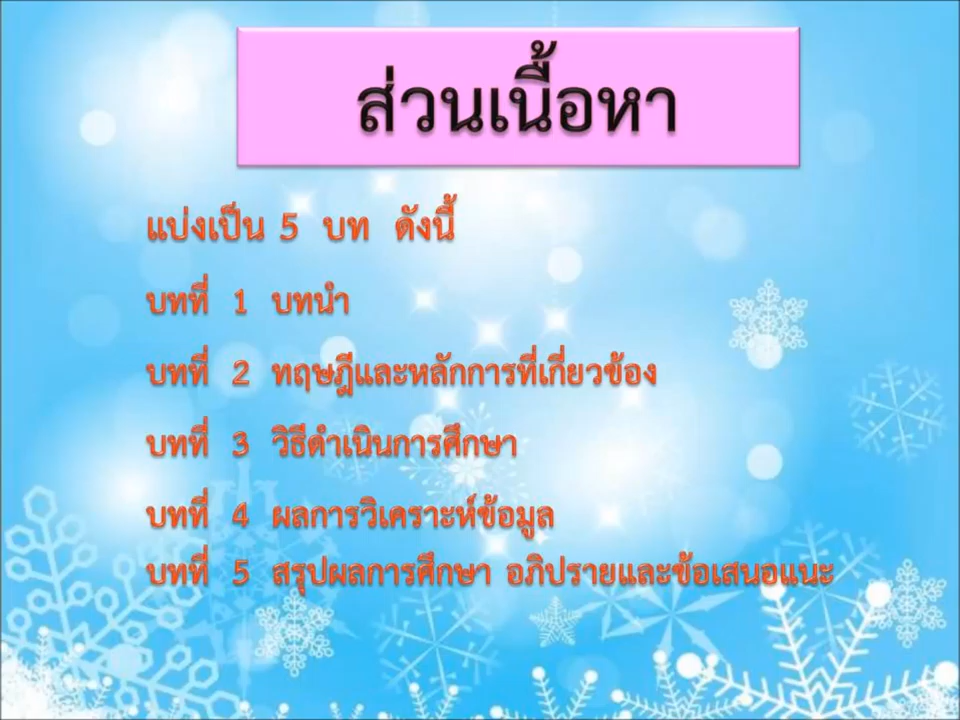 ส่วนเนื้อหา
แบ่งเป็น 5 บท ดังนี้
บทที่ 1 บทนำ
บทที่ 2 ทฤษฎีและหลักการที่เกี่ยวข้อง
บทที่ 3 วิธีดำเนินการศึกษา
บทที่ 4 ผลการวิเคราะห์ข้อมูล
บทที่ 5 สรุปผลการศึกษา อภิปรายและข้อเสนอแนะ